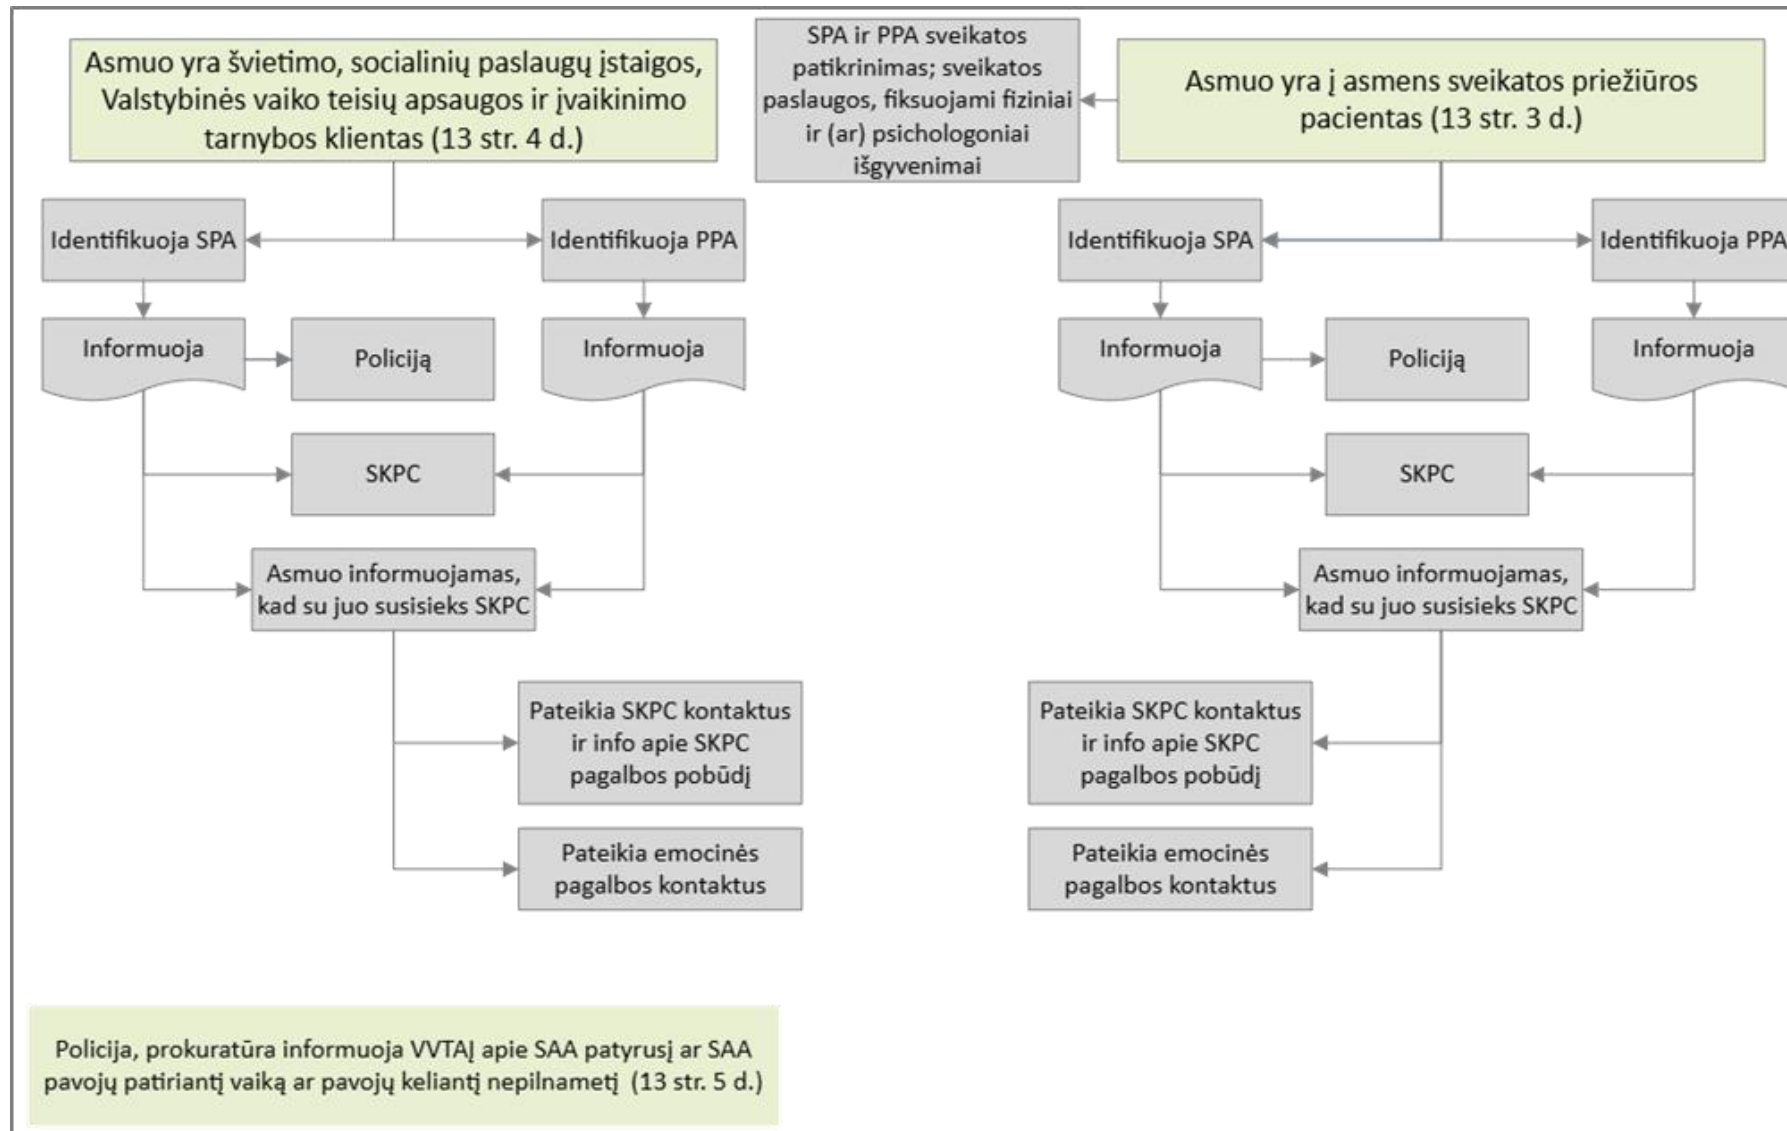 Asmuo yra švietimo, socialinių paslaugų įstaigos,
Valstybinės vaiko teisių apsaugos ir įvaikinimo
tarnybos klientas (13 str. 4 d.)
Identifikuoja SPA
Identifikuoja PPA
Informuoja
Policiją
Informuoja
SKPC
Asmuo informuojamas,
kad su juo susisieks SKPC
Pateikia SKPC kontaktus
ir info apie SKPC
pagalbos pobūdį
Pateikia emocinės
pagalbos kontaktus
SPA ir PPA sveikatos
patikrinimas; sveikatos
paslaugos, fiksuojami fiziniai
ir (ar) psichologoniai
išgyvenimai
Asmuo yra į asmens sveikatos priežiūros
pacientas (13 str. 3 d.)
Identifikuoja SPA
Identifikuoja PPA
Informuoja
Policiją
Informuoja
SKPC
Asmuo informuojamas,
kad su juo susisieks SKPC
Pateikia SKPC kontaktus
ir info apie SKPC
pagalbos pobūdį
Pateikia emocinės
pagalbos kontaktus
Policija, prokuratūra informuoja VVTAĮ apie SAA patyrusį ar SAA
pavojų patiriantį vaiką ar pavojų keliantį nepilnametį (13 str. 5 d.)